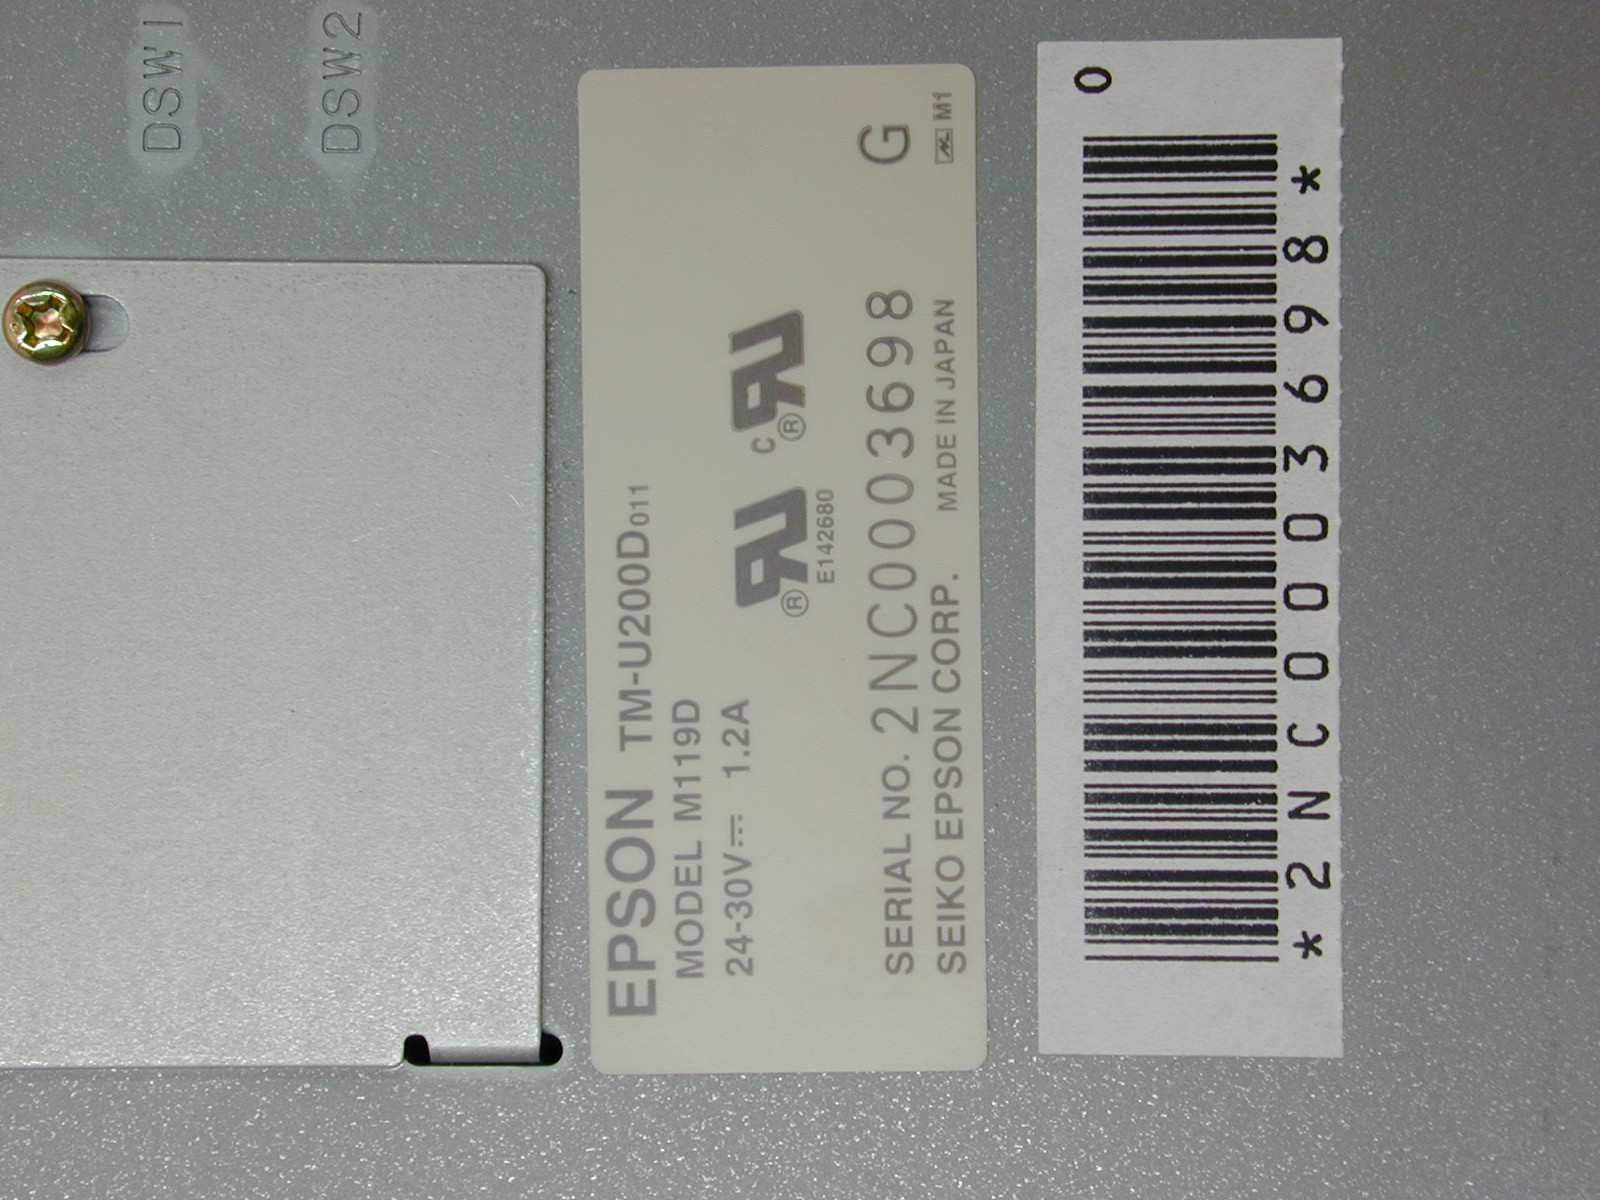 DSW1
DSW2
EPSON TM-U200D011
MODEL M119D
24-30V⎓ 1.2A
® c ®
E142680
SERIAL NO. 2NC0003698 G
SEIKO EPSON CORP. MADE IN JAPAN M1
0
*2NC0003698*